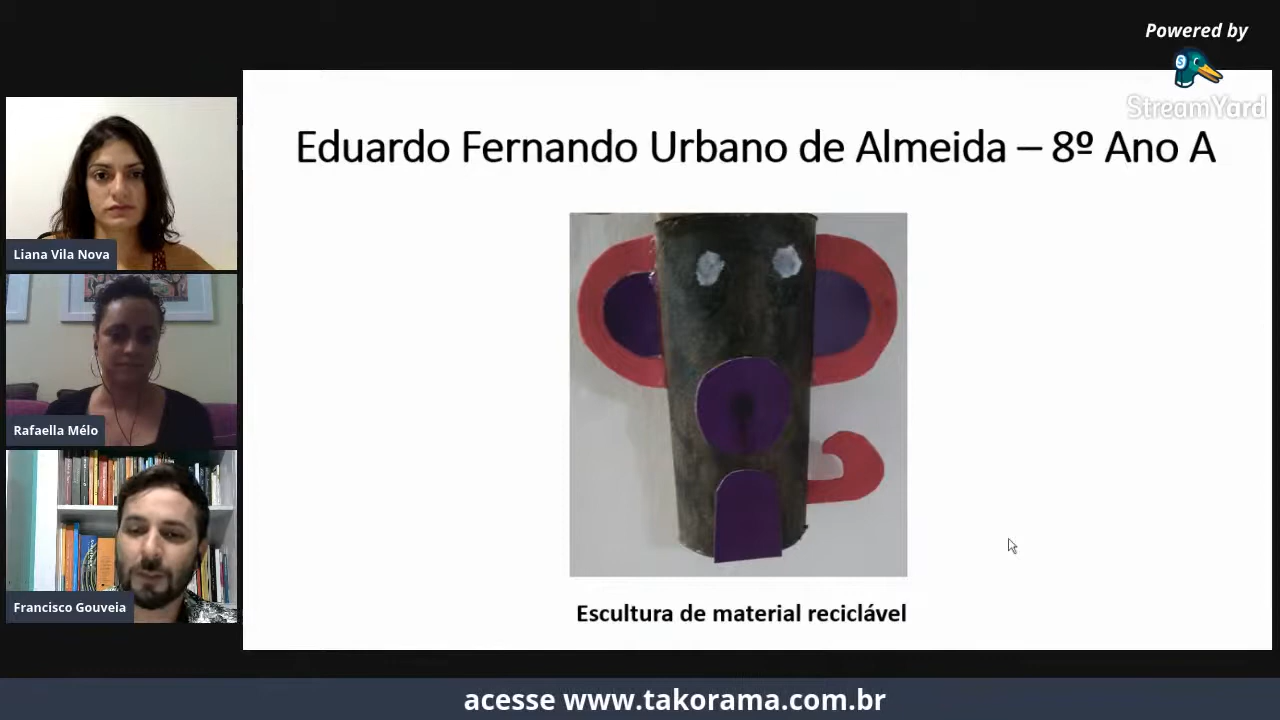 Powered by
StreamYard
Eduardo Fernando Urbano de Almeida – 8º Ano A
Liana Vila Nova
Rafaella Mélo
Francisco Gouveia
Escultura de material reciclável
acesse www.takorama.com.br